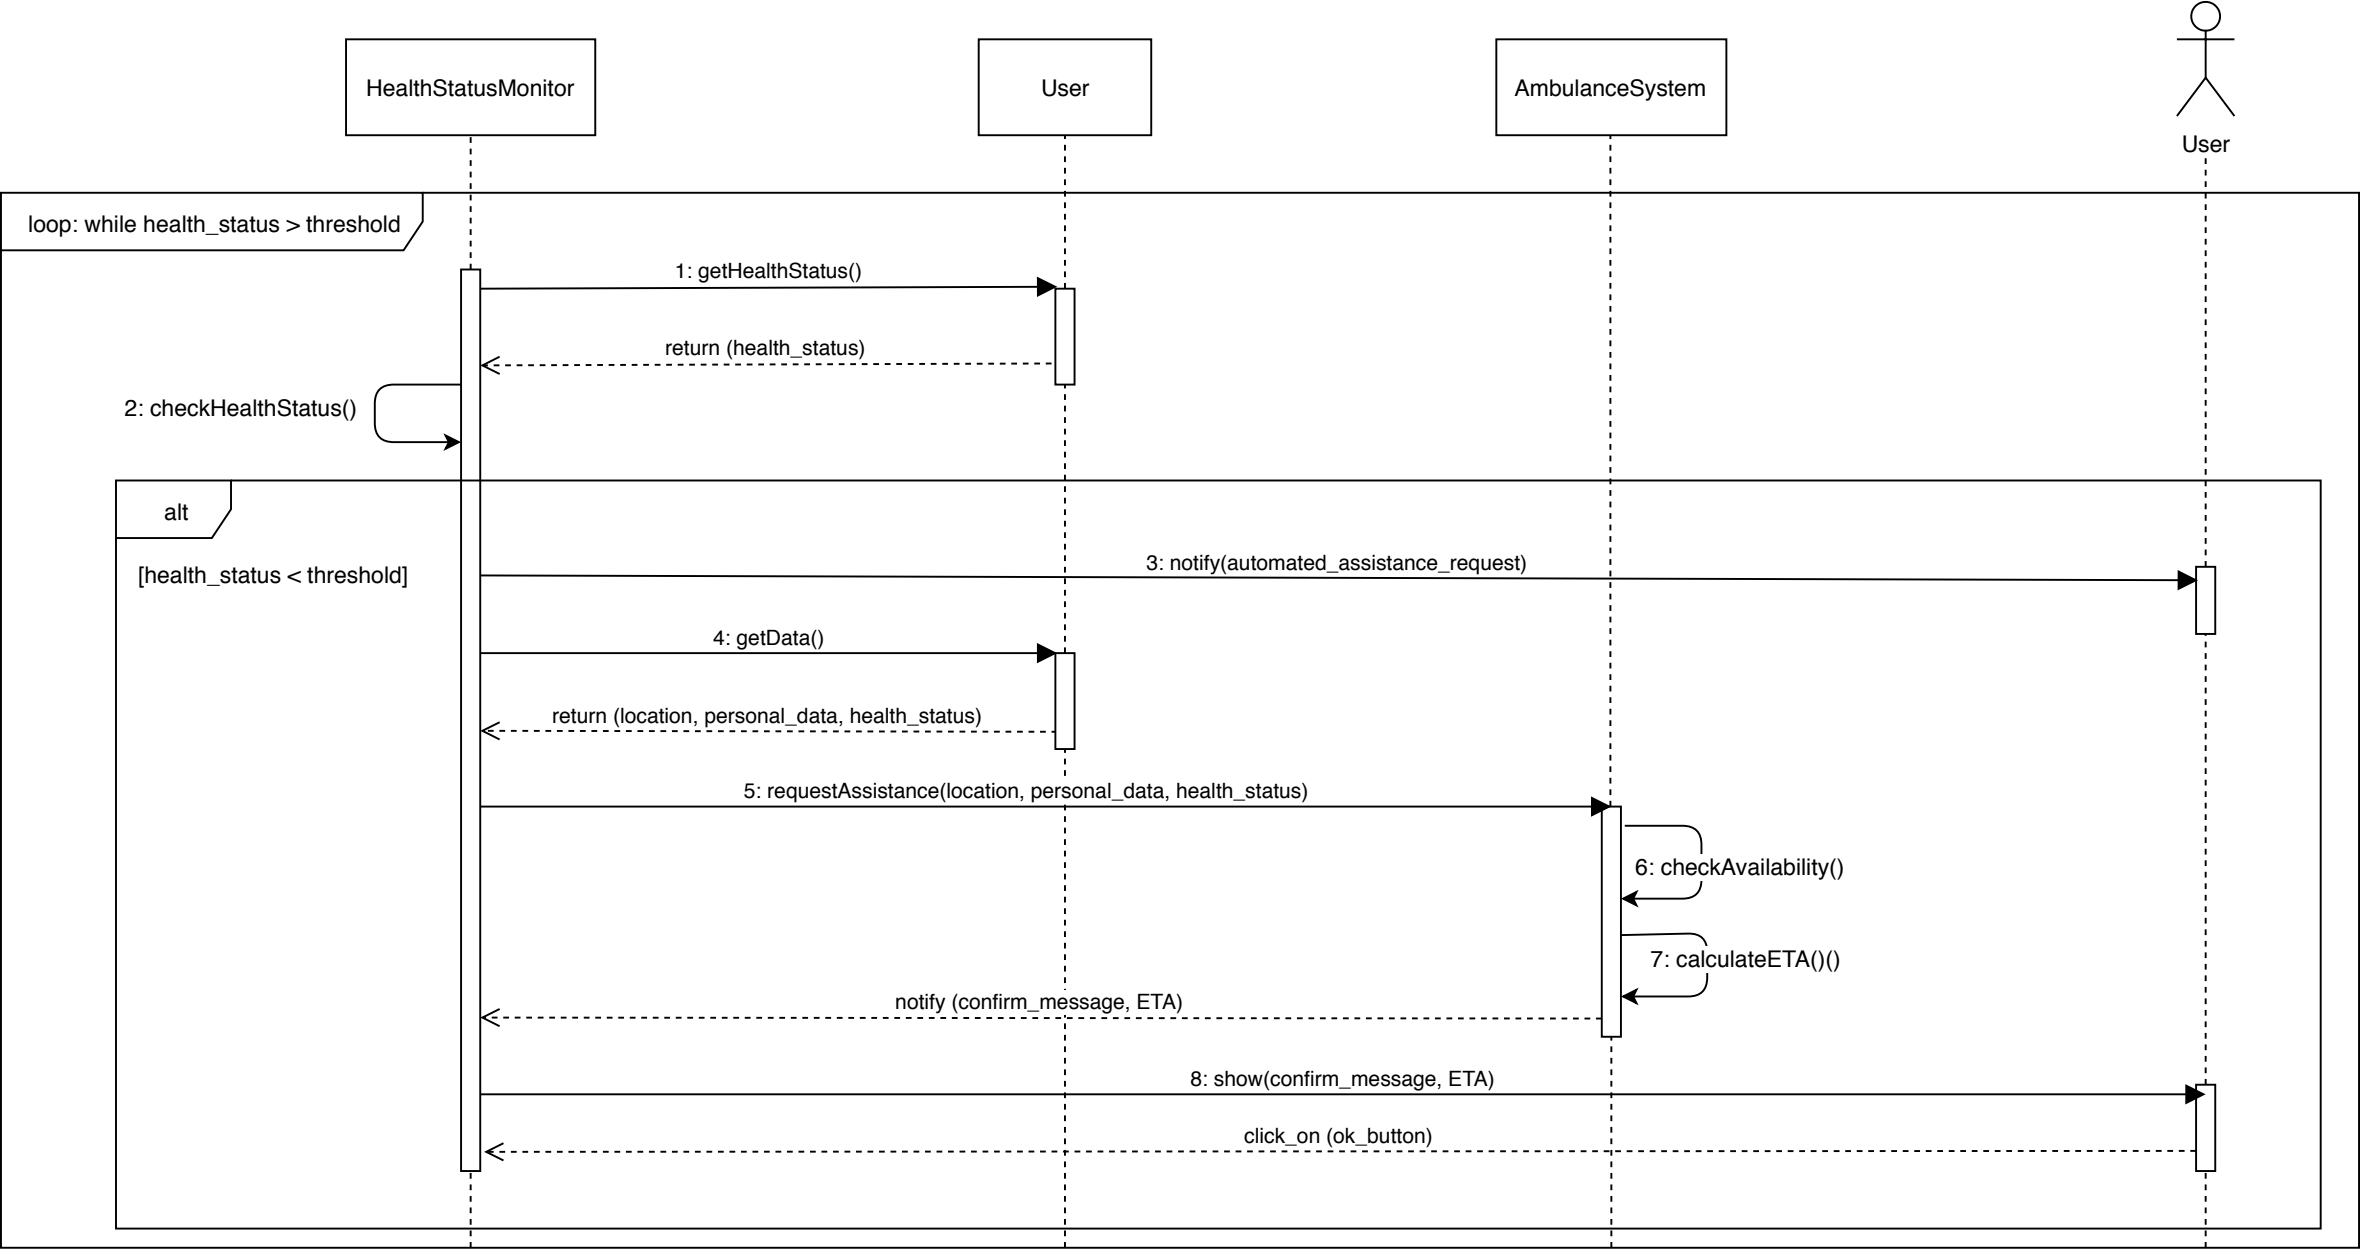 HealthStatusMonitor
User
AmbulanceSystem
User
loop: while health_status > threshold
1: getHealthStatus()
return (health_status)
2: checkHealthStatus()
alt
[health_status < threshold]
3: notify(automated_assistance_request)
4: getData()
return (location, personal_data, health_status)
5: requestAssistance(location, personal_data, health_status)
6: checkAvailability()
7: calculateETA()()
notify (confirm_message, ETA)
8: show(confirm_message, ETA)
click_on (ok_button)